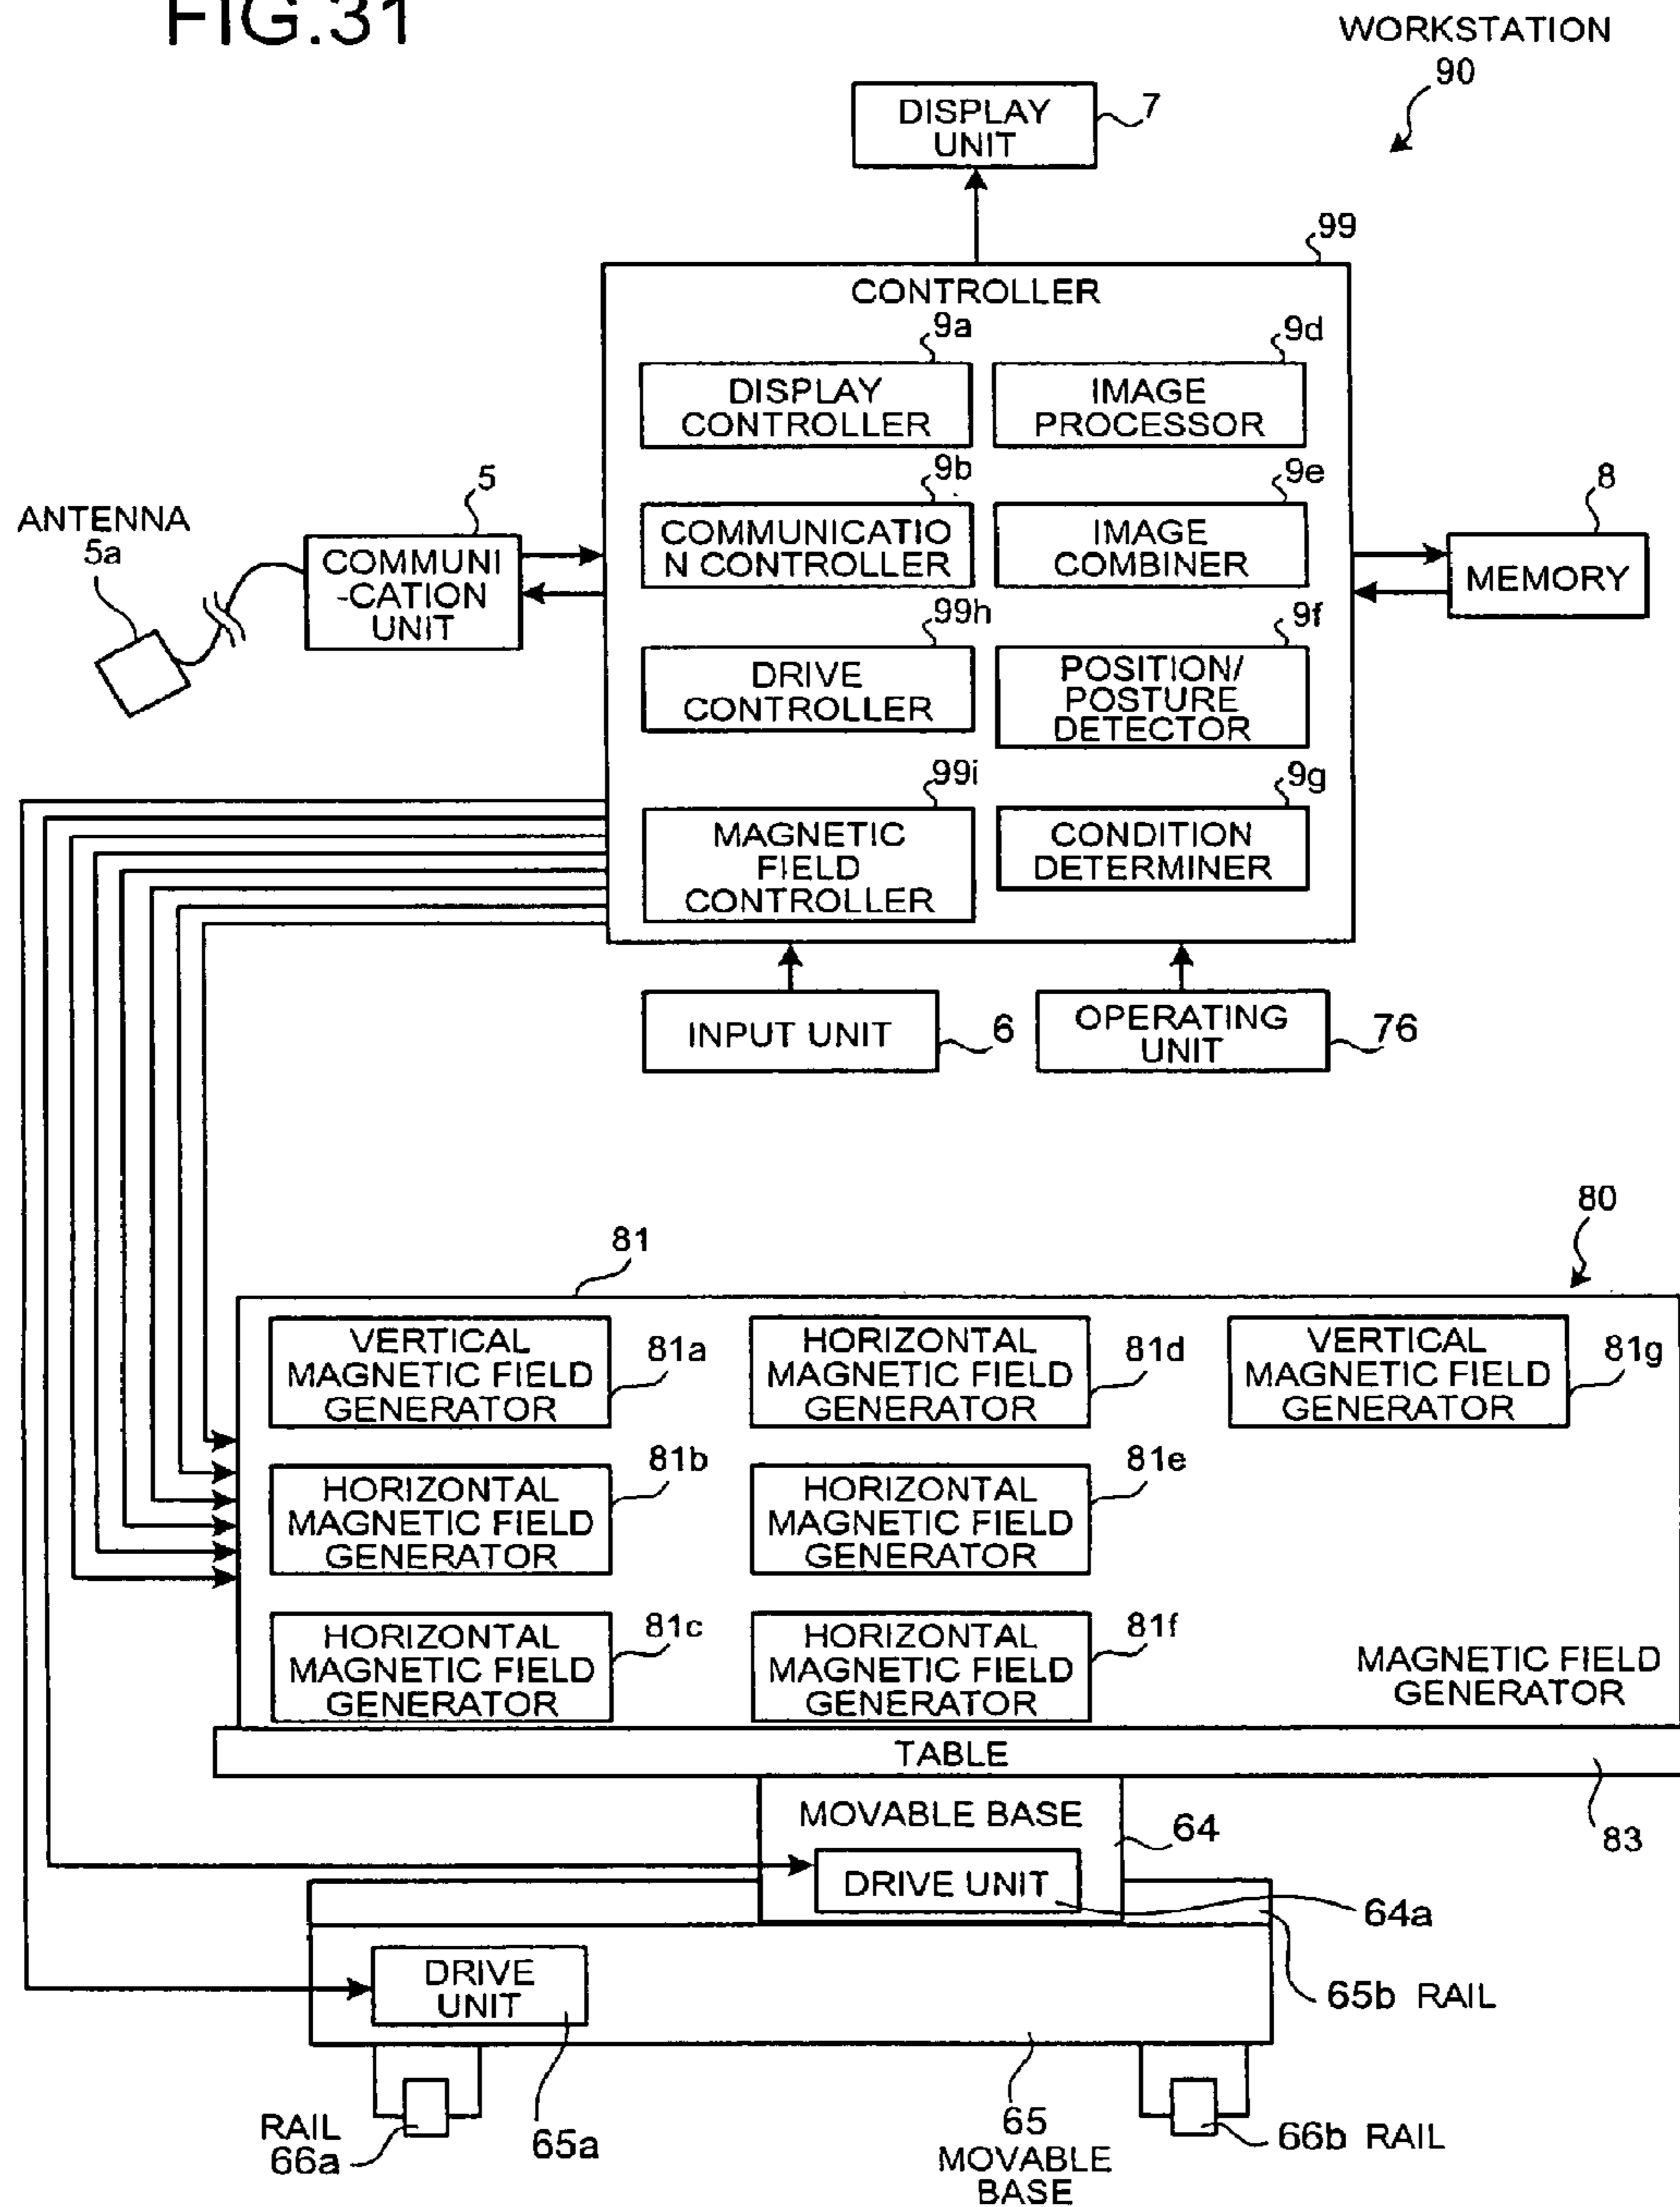 FIG.31
WORKSTATION
90
DISPLAY
UNIT
7
99
CONTROLLER
9a
9d
DISPLAY
CONTROLLER
IMAGE
PROCESSOR
9b
9e
COMMUNICATIO
N CONTROLLER
IMAGE
COMBINER
99h
9f
DRIVE
CONTROLLER
POSITION/
POSTURE
DETECTOR
99i
9g
MAGNETIC
FIELD
CONTROLLER
CONDITION
DETERMINER
ANTENNA
5a
5
COMMUNI
-CATION
UNIT
8
MEMORY
INPUT UNIT
6
OPERATING
UNIT
76
80
81
VERTICAL
MAGNETIC FIELD
GENERATOR
81a
HORIZONTAL
MAGNETIC FIELD
GENERATOR
81d
VERTICAL
MAGNETIC FIELD
GENERATOR
81g
HORIZONTAL
MAGNETIC FIELD
GENERATOR
81b
HORIZONTAL
MAGNETIC FIELD
GENERATOR
81e
HORIZONTAL
MAGNETIC FIELD
GENERATOR
81c
HORIZONTAL
MAGNETIC FIELD
GENERATOR
81f
MAGNETIC FIELD
GENERATOR
TABLE
83
MOVABLE BASE
64
DRIVE UNIT
64a
DRIVE
UNIT
65b RAIL
RAIL
66a
65a
65
MOVABLE
BASE
66b RAIL